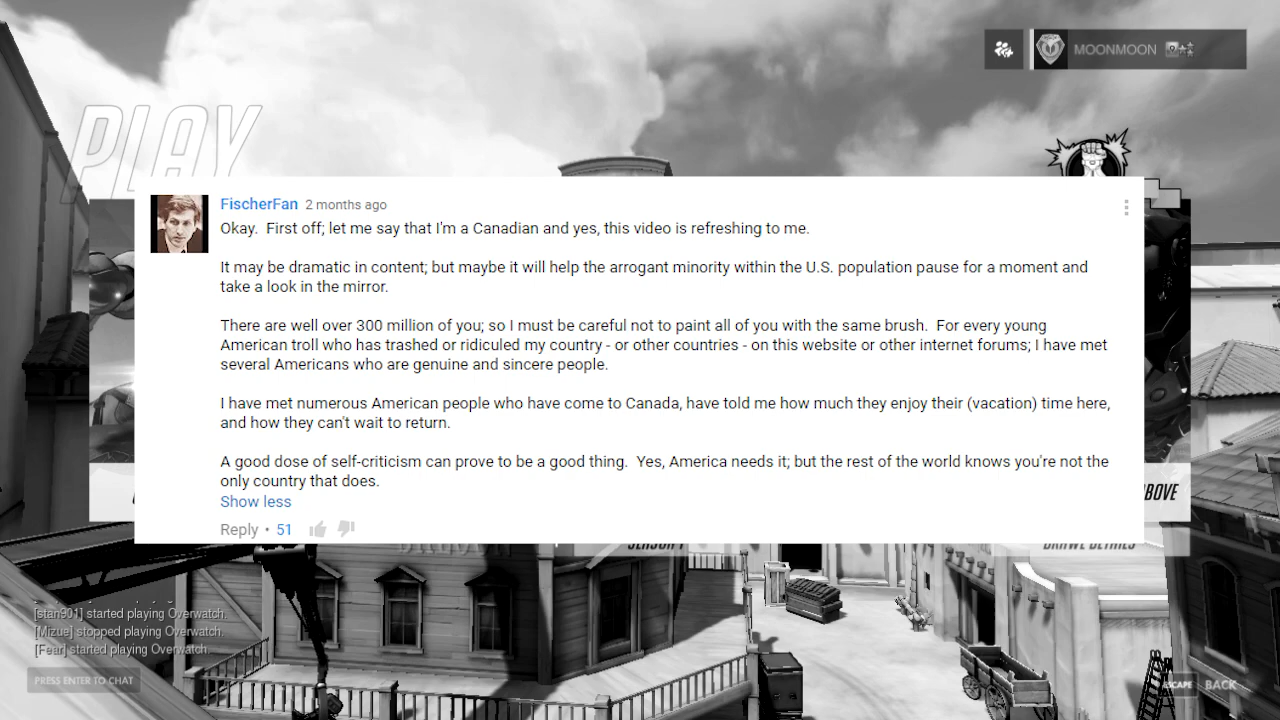 MOONMOON
PLAY
FischerFan 2 months ago
Okay.  First off; let me say that I'm a Canadian and yes, this video is refreshing to me.
It may be dramatic in content; but maybe it will help the arrogant minority within the U.S. population pause for a moment and
take a look in the mirror.
There are well over 300 million of you; so I must be careful not to paint all of you with the same brush.  For every young
American troll who has trashed or ridiculed my country - or other countries - on this website or other internet forums; I have met
several Americans who are genuine and sincere people.
I have met numerous American people who have come to Canada, have told me how much they enjoy their (vacation) time here,
and how they can't wait to return.
A good dose of self-criticism can prove to be a good thing.  Yes, America needs it; but the rest of the world knows you're not the
only country that does.
Show less
Reply • 51
[stan901] started playing Overwatch.
[Mizue] stopped playing Overwatch.
[Fear] started playing Overwatch.
PRESS ENTER TO CHAT
BACK